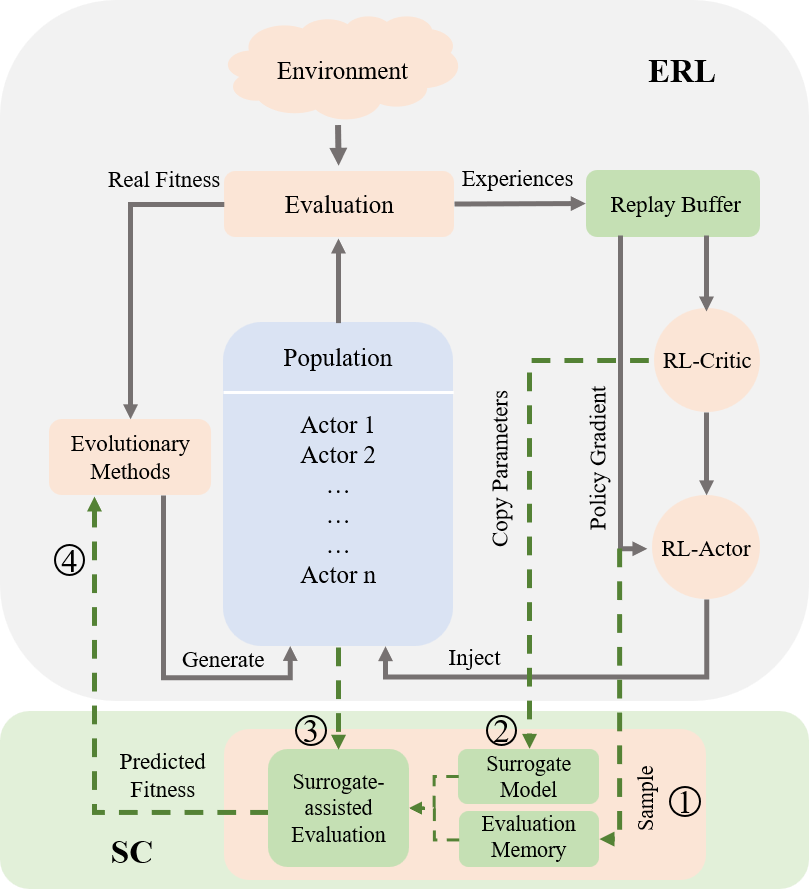 Environment
ERL
Real Fitness
Evaluation
Experiences
Replay Buffer
Population
RL-Critic
Actor 1
Actor 2
…
…
…
Actor n
Evolutionary
Methods
Copy Parameters
Policy Gradient
RL-Actor
④
Generate
Inject
③
②
①
Predicted
Fitness
Surrogate-
assisted
Evaluation
Surrogate
Model
Evaluation
Memory
Sample
SC